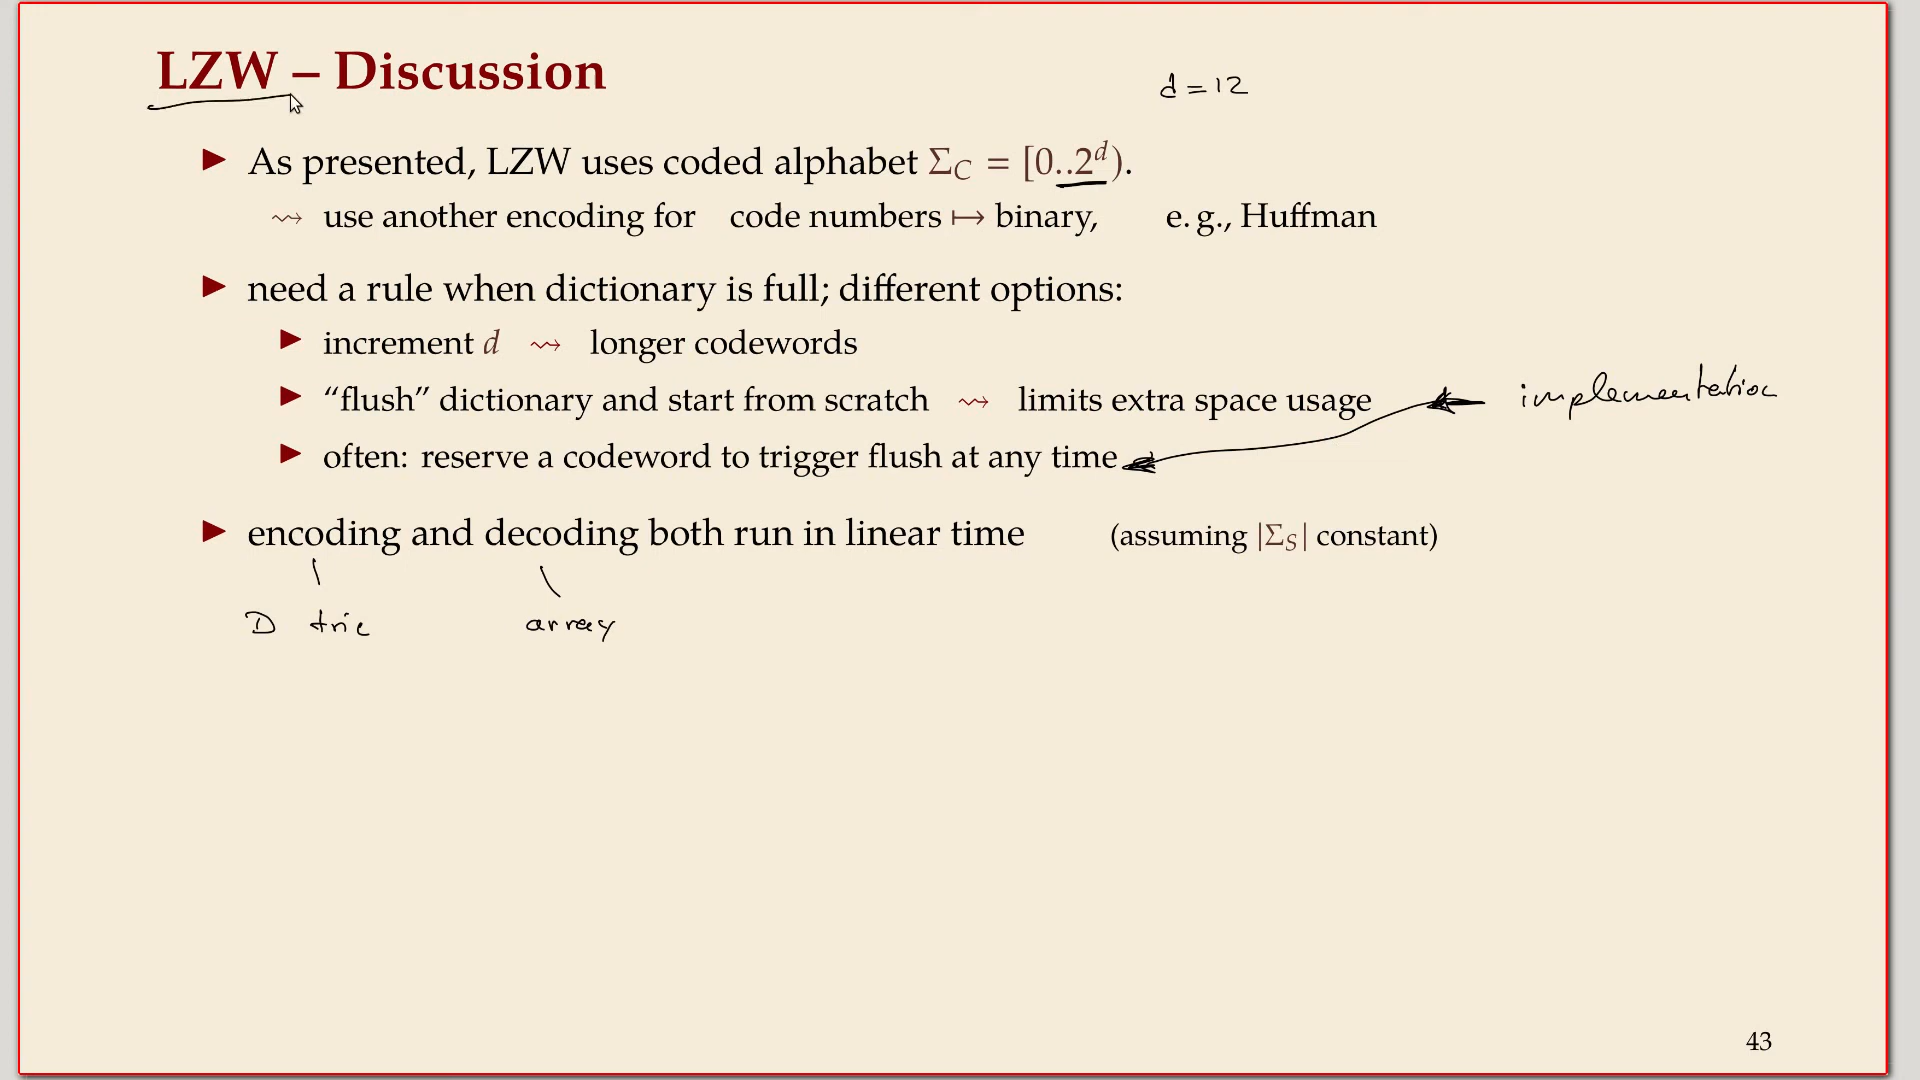 LZW – Discussion
d = 12
▶ As presented, LZW uses coded alphabet Σ_C = [0..2^d).
⇝ use another encoding for code numbers ↦ binary, e. g., Huffman
▶ need a rule when dictionary is full; different options:
▶ increment d ⇝ longer codewords
▶ “flush” dictionary and start from scratch ⇝ limits extra space usage implementation
▶ often: reserve a codeword to trigger flush at any time
▶ encoding and decoding both run in linear time (assuming |Σ_S| constant)
D trie array
43